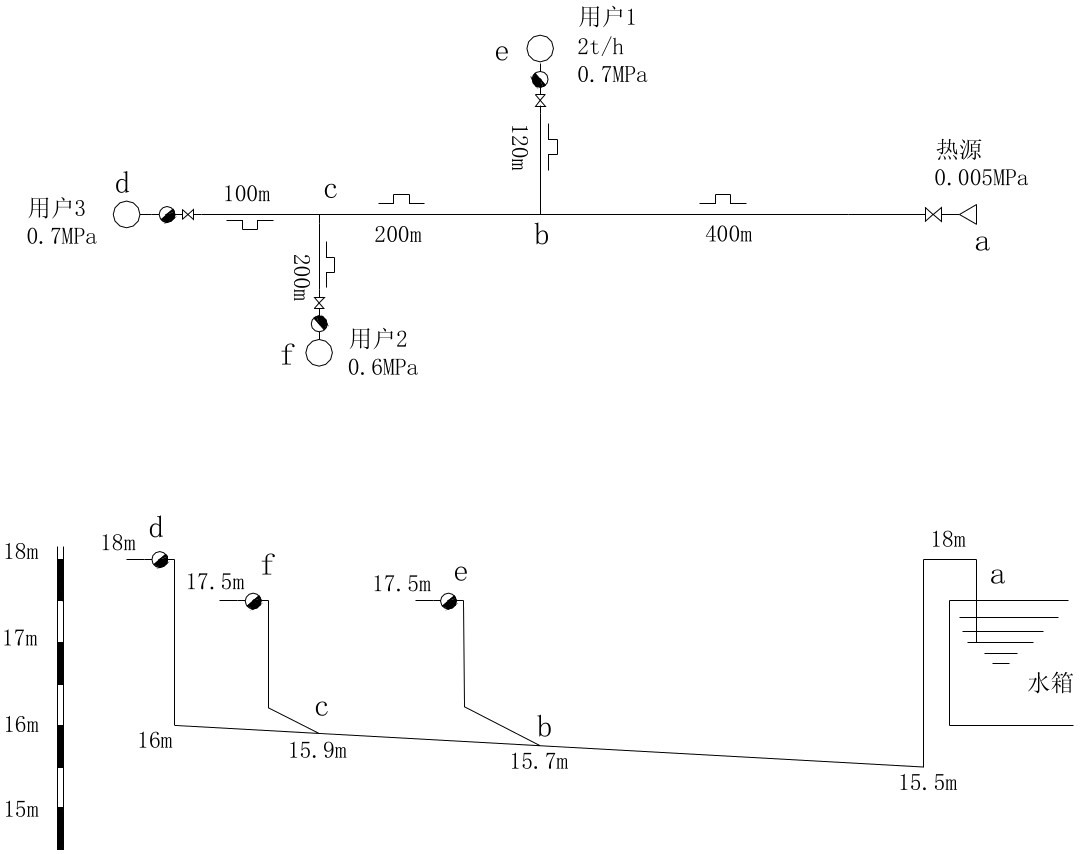 用户1
e
2t/h
0.7MPa
120m
热源
0.005MPa
a
d
100m
c
用户3
0.7MPa
200m
b
400m
200m
用户2
f
0.6MPa
d
18m
18m
18m
f
e
a
17.5m
17.5m
17m
水箱
c
b
16m
16m
15.9m
15.7m
15.5m
15m